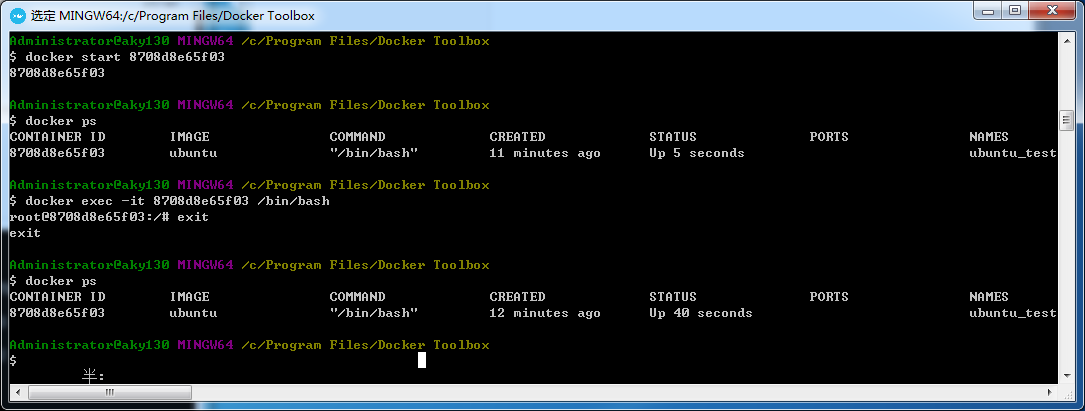 选定 MINGW64:/c/Program Files/Docker Toolbox
Administrator@aky130 MINGW64 /c/Program Files/Docker Toolbox
$ docker start 8708d8e65f03
8708d8e65f03
Administrator@aky130 MINGW64 /c/Program Files/Docker Toolbox
$ docker ps
CONTAINER ID IMAGE COMMAND CREATED STATUS PORTS NAMES
8708d8e65f03 ubuntu "/bin/bash" 11 minutes ago Up 5 seconds ubuntu_test
Administrator@aky130 MINGW64 /c/Program Files/Docker Toolbox
$ docker exec -it 8708d8e65f03 /bin/bash
root@8708d8e65f03:/# exit
exit
Administrator@aky130 MINGW64 /c/Program Files/Docker Toolbox
$ docker ps
CONTAINER ID IMAGE COMMAND CREATED STATUS PORTS NAMES
8708d8e65f03 ubuntu "/bin/bash" 12 minutes ago Up 40 seconds ubuntu_test
Administrator@aky130 MINGW64 /c/Program Files/Docker Toolbox
$
半: